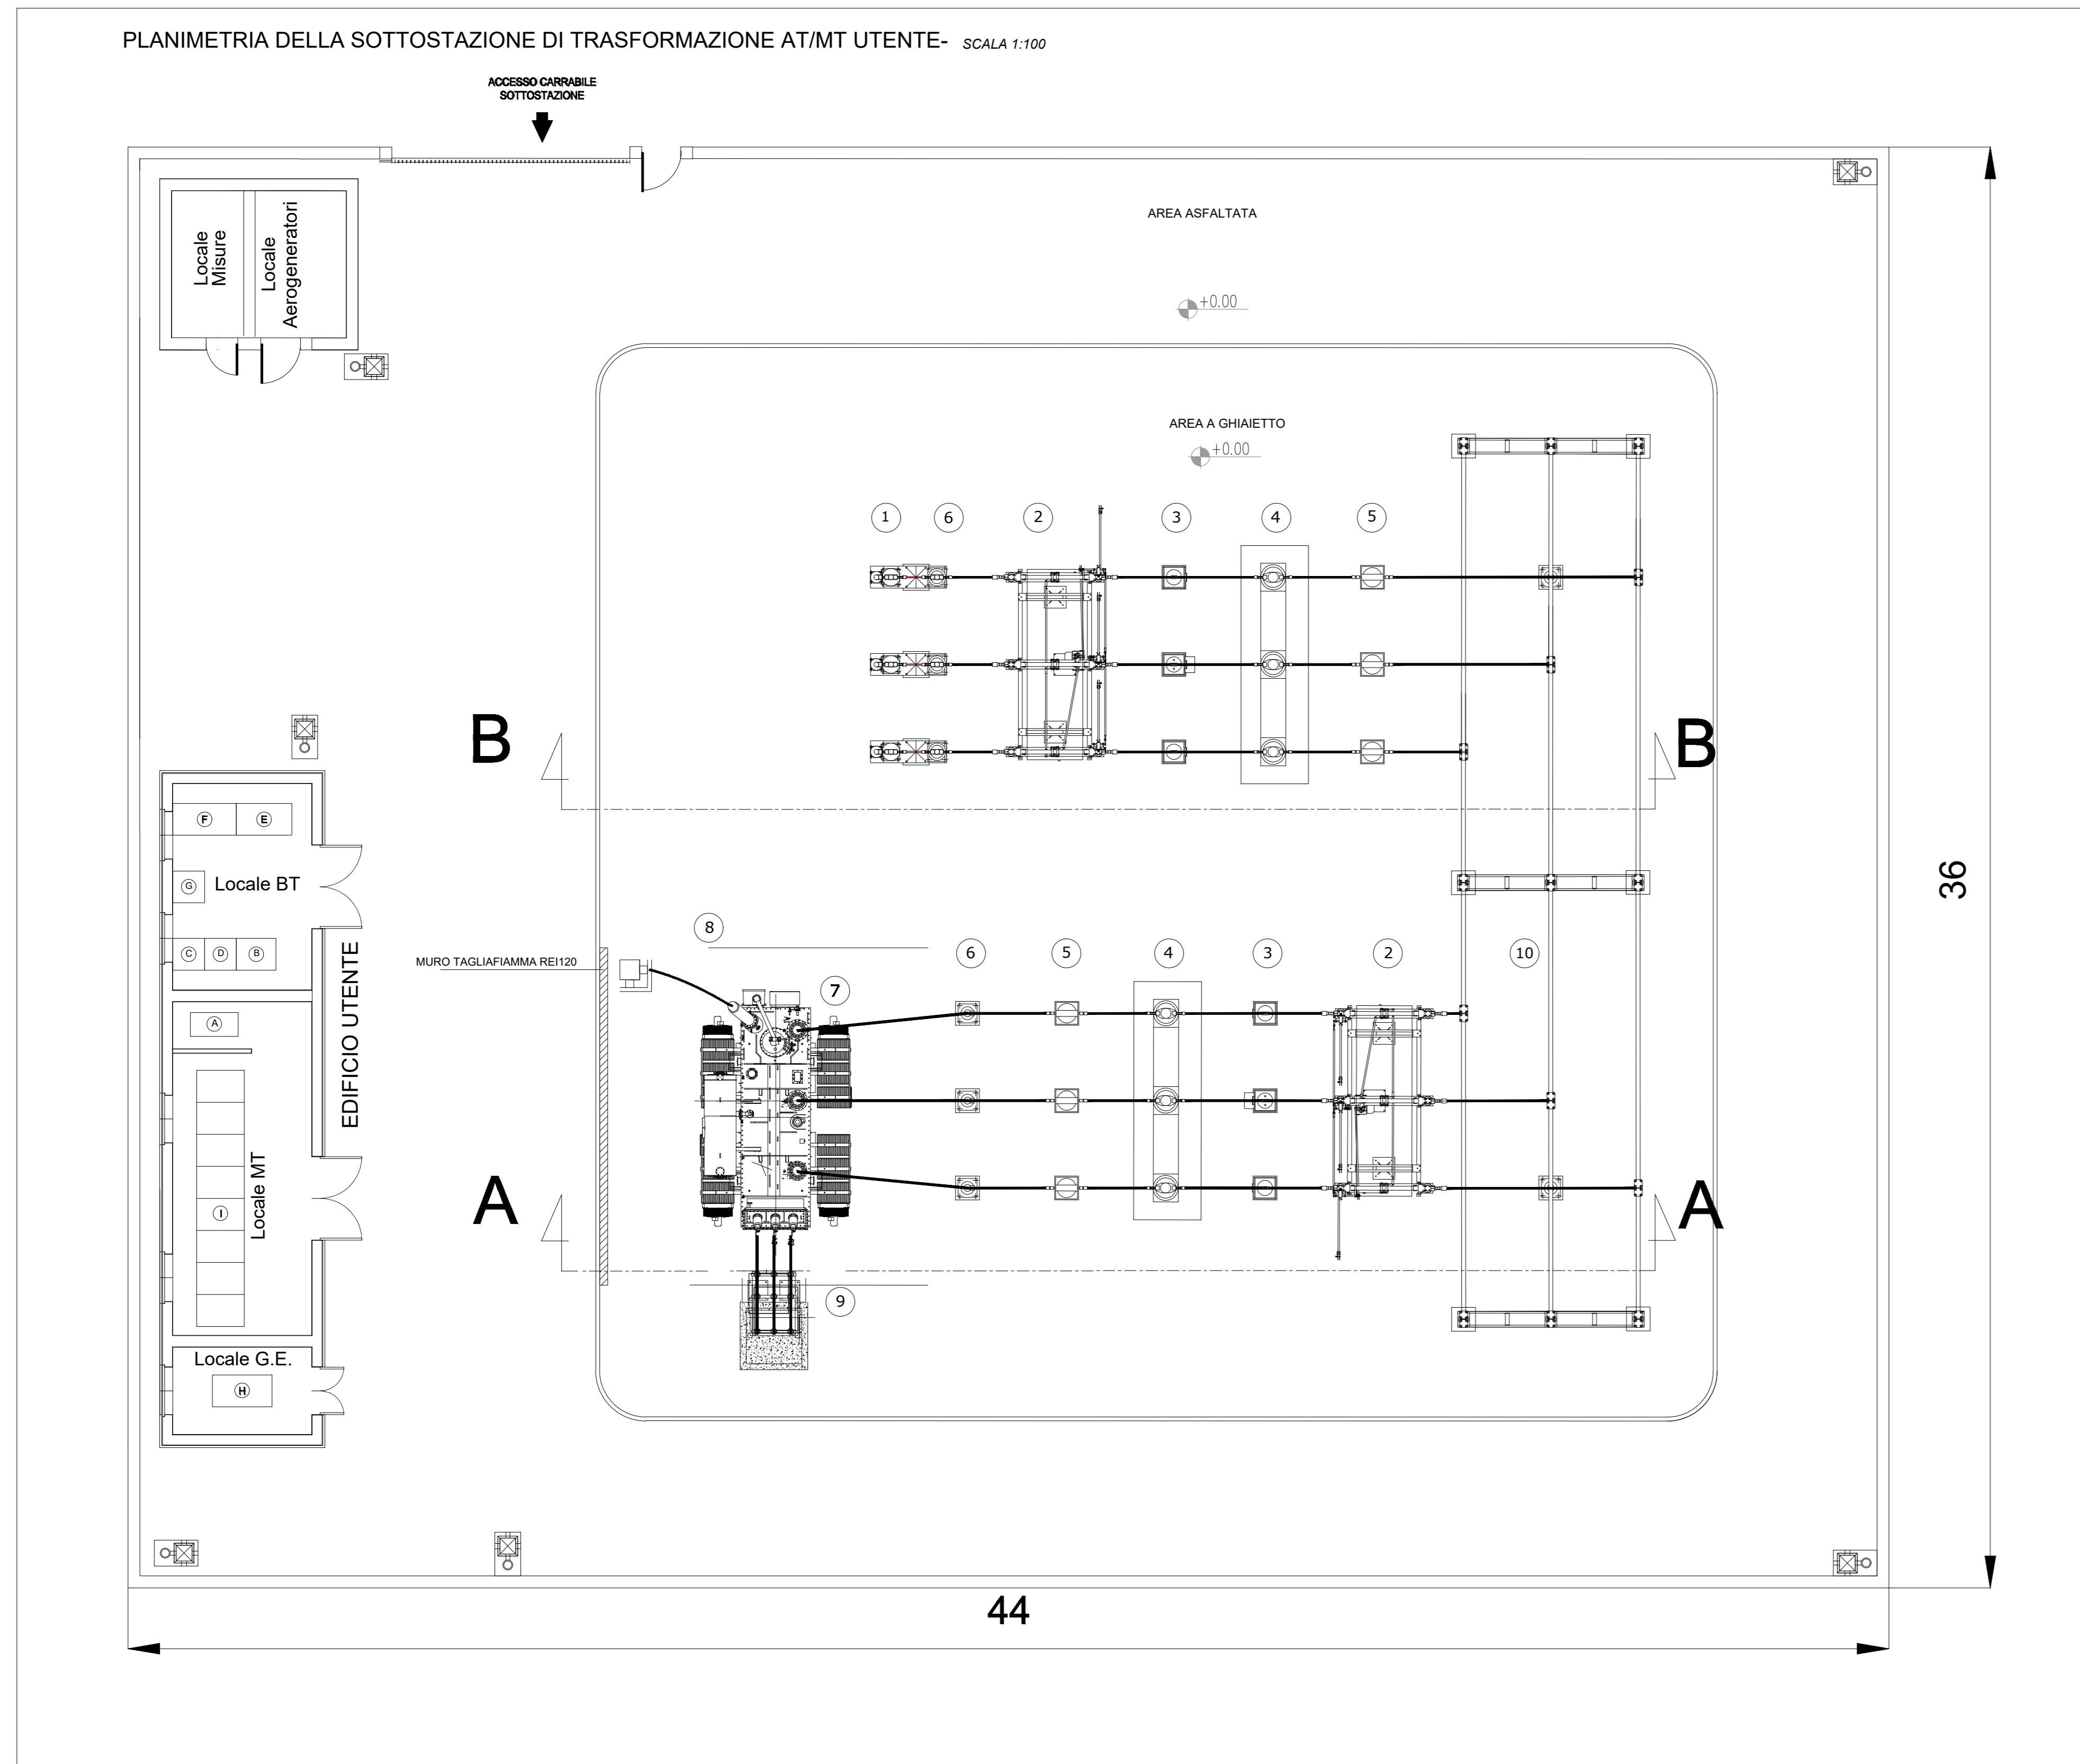 PLANIMETRIA DELLA SOTTOSTAZIONE DI TRASFORMAZIONE AT/MT UTENTE- SCALA 1:100
ACCESSO CARRABILE
SOTTOSTAZIONE
Locale
Misure
Locale
Aerogeneratori
AREA ASFALTATA
+0.00
AREA A GHIAIETTO
+0.00
1 6 2 3 4 5
B B
F E
G Locale BT
C D B
EDIFICIO UTENTE
MURO TAGLIAFIAMMA REI120
8
6 5 4 3 2 10
7
A
I
Locale MT
A A
9
Locale G.E.
H
36
44